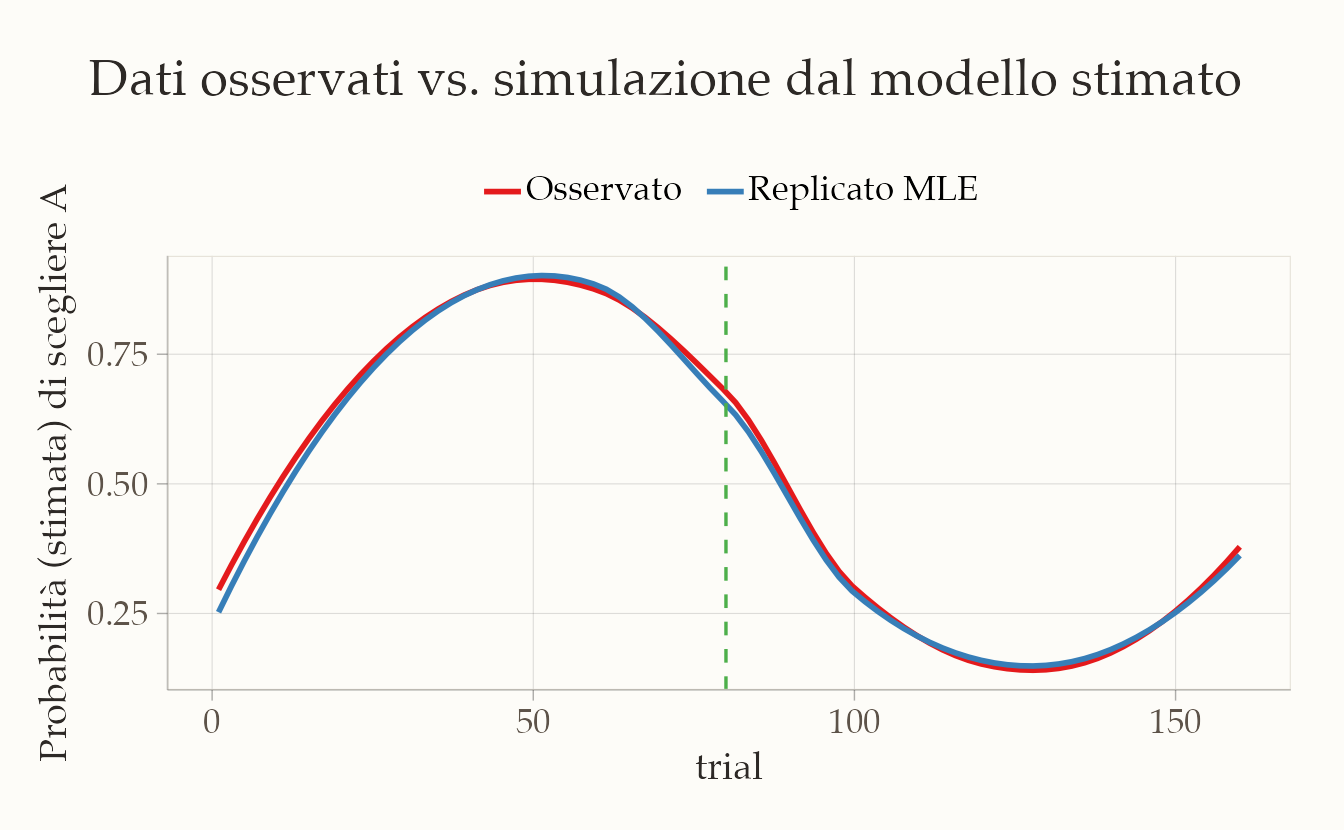 Dati osservati vs. simulazione dal modello stimato
Osservato
Replicato MLE
Probabilità (stimata) di scegliere A
0.75
0.50
0.25
0
50
100
150
trial